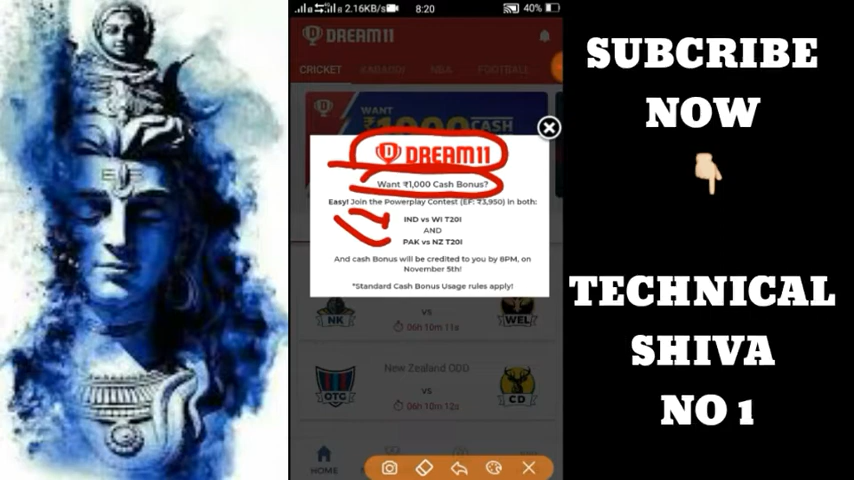 2.16KB/s
8:20
40%
DREAM11
CRICKET KABADDI NBA FOOTBALL
WANT
₹1000 CASH
DREAM11
Want ₹1,000 Cash Bonus?
Easy! Join the Powerplay Contest (EF: ₹3,950) in both:
IND vs WI T20I
AND
PAK vs NZ T20I
And cash Bonus will be credited to you by 8PM, on
November 5th!
*Standard Cash Bonus Usage rules apply!
NK
vs
WEL
06h 10m 11s
New Zealand ODD
OTG
vs
CD
06h 10m 12s
HOME
SUBCRIBE
NOW
TECHNICAL
SHIVA
NO 1